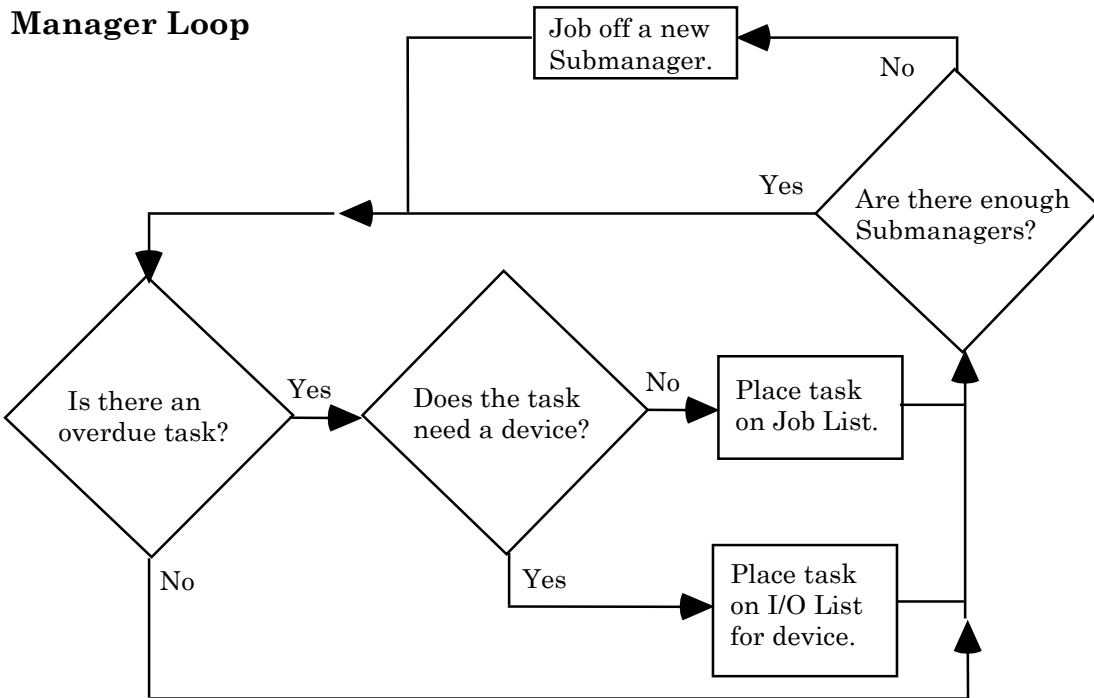 Manager Loop
Job off a new
Submanager.
No
Yes
Are there enough
Submanagers?
Is there an
overdue task?
Yes
Does the task
need a device?
No
Place task
on Job List.
No
Yes
Place task
on I/O List
for device.